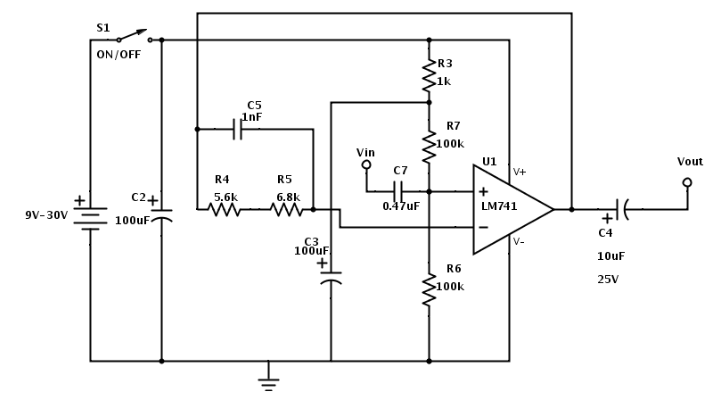 S1
ON/OFF
R3
1k
C5
1nF
R7
100k
Vin
U1
V+
Vout
C7
R4
R5
5.6k
6.8k
0.47uF
+
LM741
−
+
9V-30V
C2
+
100uF
C3
100uF
+
V-
+
C4
10uF
25V
R6
100k